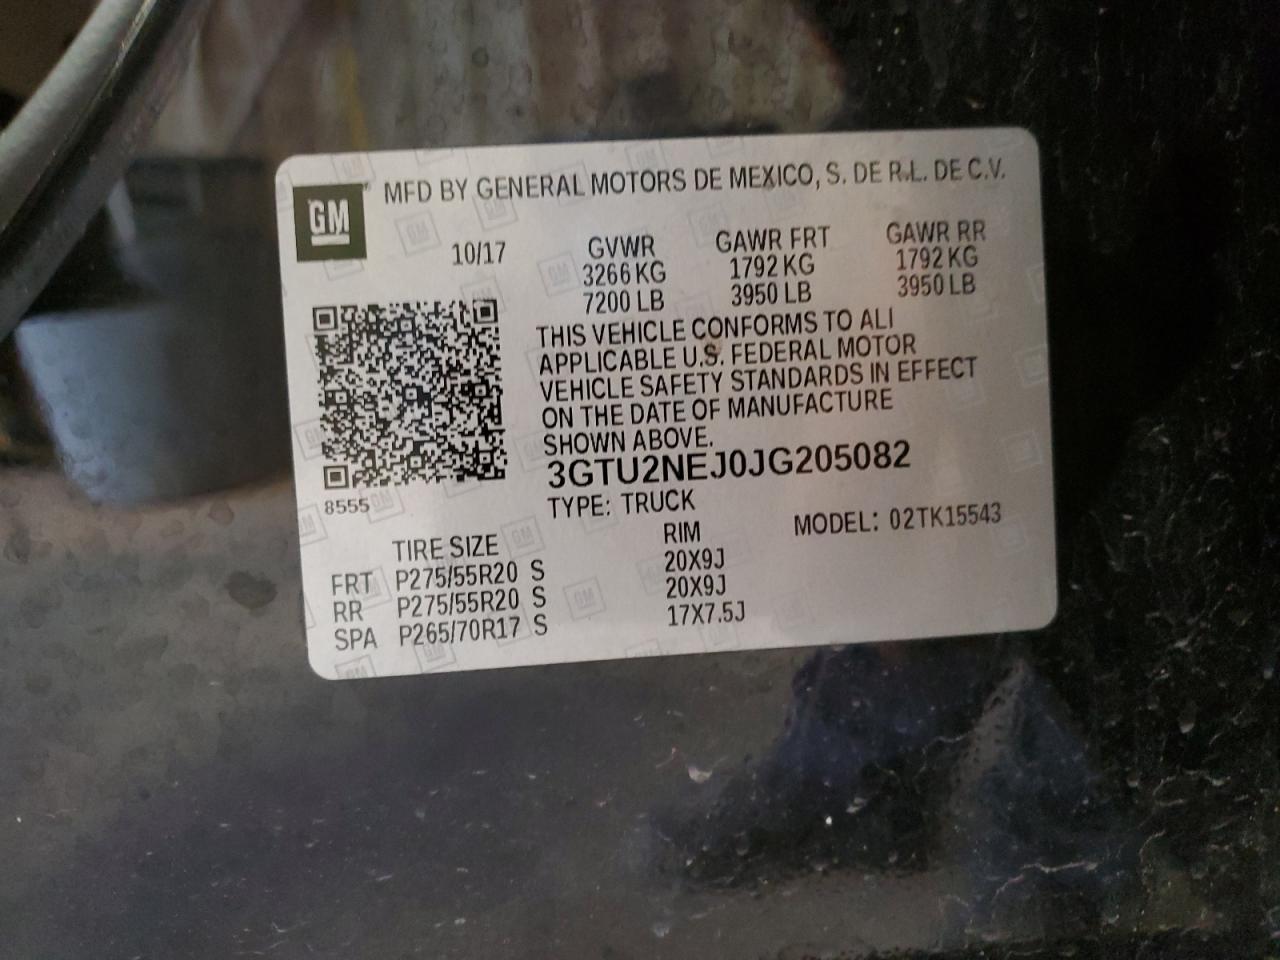 GM MFD BY GENERAL MOTORS DE MEXICO, S. DE R.L. DE C.V.
10/17 GVWR GAWR FRT GAWR RR
3266 KG 1792 KG 1792 KG
7200 LB 3950 LB 3950 LB
THIS VEHICLE CONFORMS TO ALL
APPLICABLE U.S. FEDERAL MOTOR
VEHICLE SAFETY STANDARDS IN EFFECT
ON THE DATE OF MANUFACTURE
SHOWN ABOVE.
3GTU2NEJ0JG205082
8555 TYPE: TRUCK
MODEL: 02TK15543
TIRE SIZE RIM
FRT P275/55R20 S 20X9J
RR P275/55R20 S 20X9J
SPA P265/70R17 S 17X7.5J